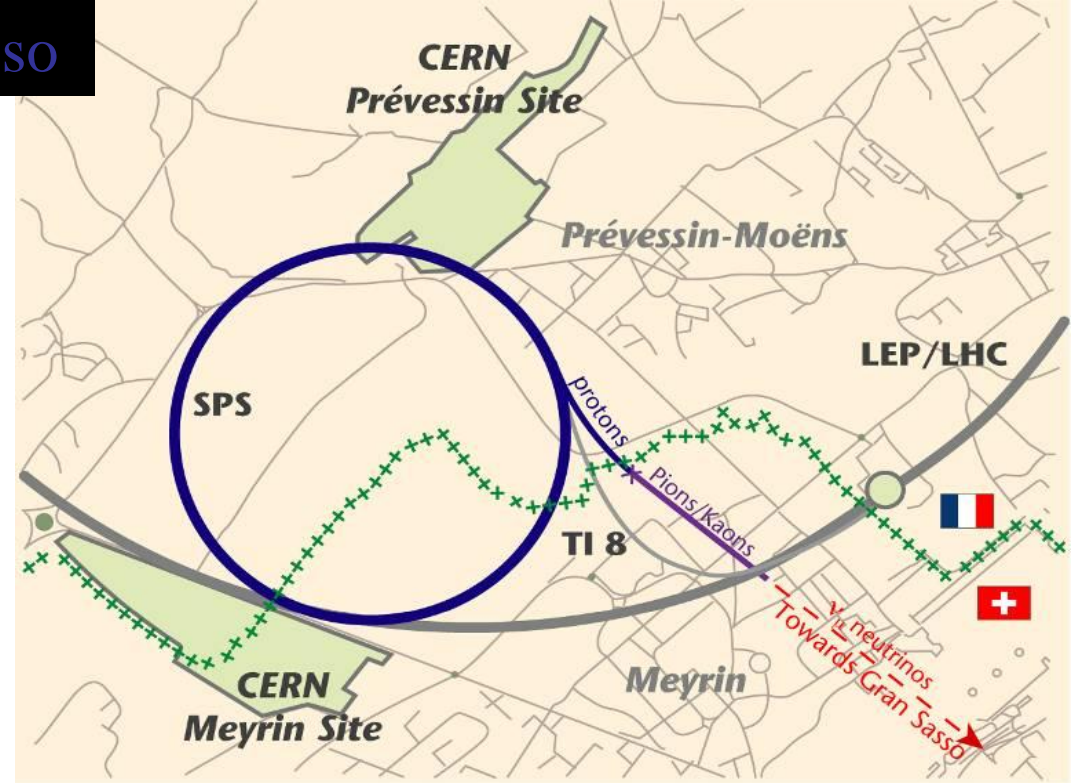 SO
CERN
Prévessin Site
Prévessin-Moëns
LEP/LHC
SPS
protons
Pions/Kaons
TI 8
ν neutrinos
Towards Gran Sasso
Meyrin
CERN
Meyrin Site